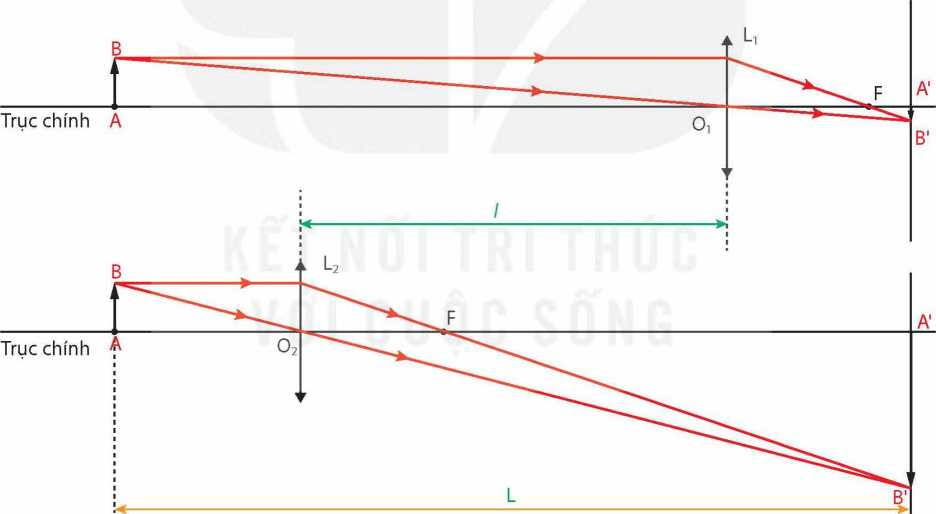 B
L₁
F
A'
Trục chính
A
O₁
B'
l
KẾT NỐI TRI THỨC
VỚI CUỘC SỐNG
B
L₂
F
A'
Trục chính
A
O₂
B'
L